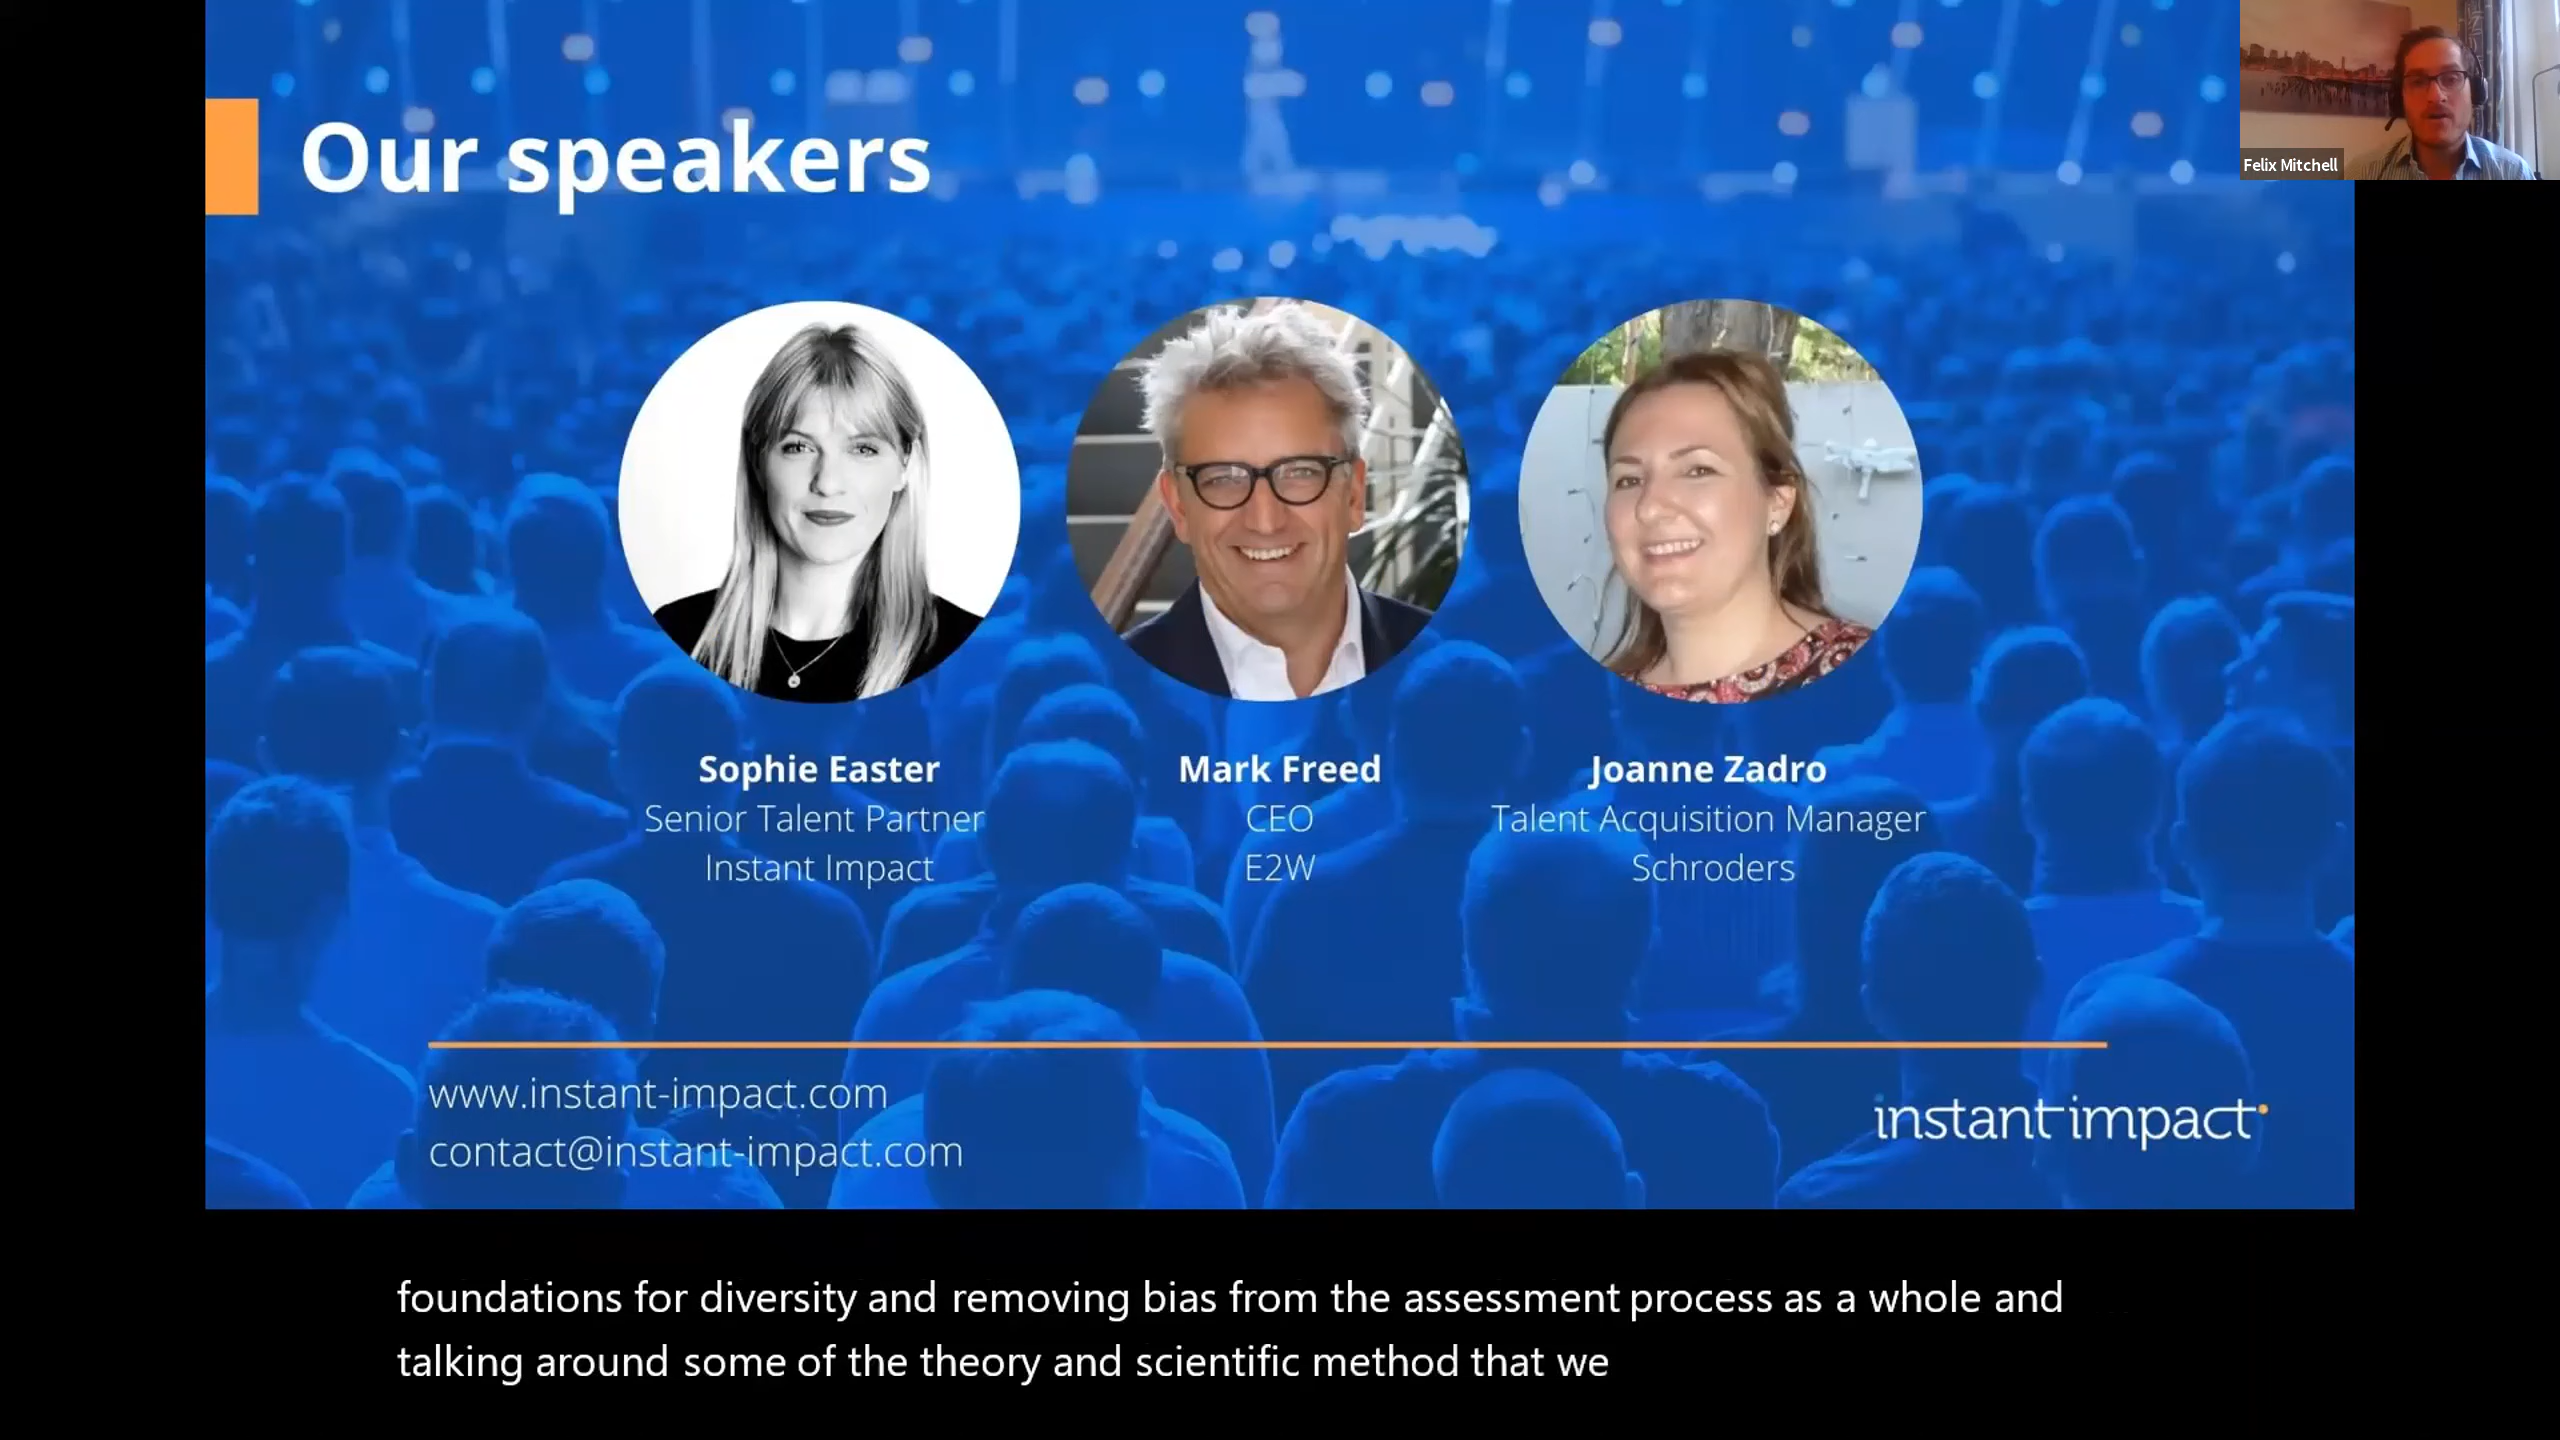 Our speakers
Felix Mitchell
Sophie Easter
Senior Talent Partner
Instant Impact
Mark Freed
CEO
E2W
Joanne Zadro
Talent Acquisition Manager
Schroders
www.instant-impact.com
contact@instant-impact.com
instant impact
foundations for diversity and removing bias from the assessment process as a whole and
talking around some of the theory and scientific method that we